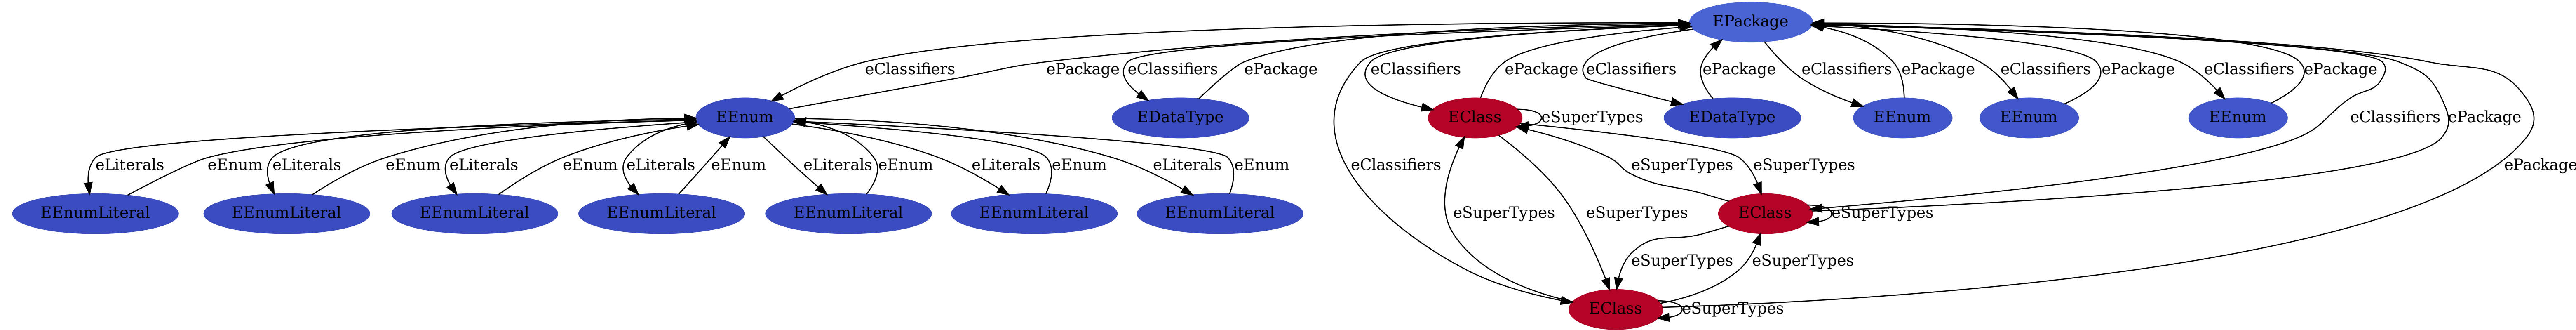 EPackage
eClassifiers ePackage eClassifiers ePackage eClassifiers ePackage eClassifiers ePackage eClassifiers ePackage eClassifiers ePackage eClassifiers ePackage
EEnum EDataType EClass eSuperTypes EDataType EEnum EEnum EEnum eClassifiers ePackage
eLiterals eEnum eLiterals eEnum eLiterals eEnum eLiterals eEnum eLiterals eEnum eLiterals eEnum eLiterals eEnum eClassifiers eSuperTypes eSuperTypes ePackage
EEnumLiteral EEnumLiteral EEnumLiteral EEnumLiteral EEnumLiteral EEnumLiteral EEnumLiteral eSuperTypes eSuperTypes EClass eSuperTypes
eSuperTypes eSuperTypes
EClass eSuperTypes